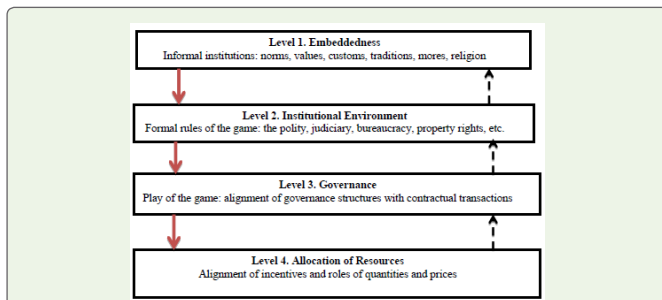 Level 1. Embeddedness
Informal institutions: norms, values, customs, traditions, mores, religion
Level 2. Institutional Environment
Formal rules of the game: the polity, judiciary, bureaucracy, property rights, etc.
Level 3. Governance
Play of the game: alignment of governance structures with contractual transactions
Level 4. Allocation of Resources
Alignment of incentives and roles of quantities and prices